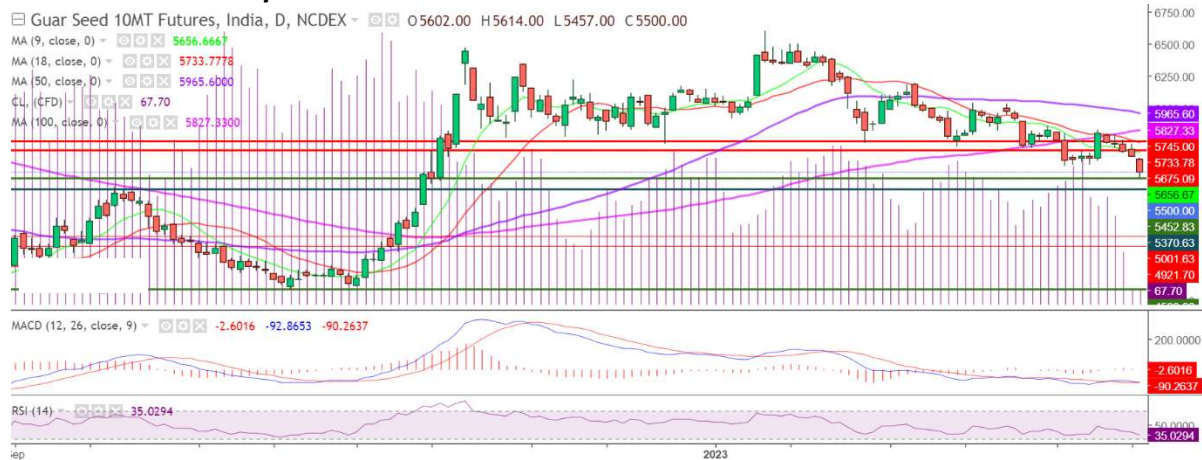 Guar Seed 10MT Futures, India, D, NCDEX O5602.00 H5614.00 L5457.00 C5500.00
MA (9, close, 0) 5656.6667
MA (18, close, 0) 5733.7778
MA (50, close, 0) 5965.6000
CL, (CFD) 67.70
MA (100, close, 0) 5827.3300
6750.00
6500.00
6250.00
5965.60
5827.33
5745.00
5733.78
5675.09
5656.67
5500.00
5452.83
5370.63
5001.63
4921.70
67.70
MACD (12, 26, close, 9) -2.6016 -92.8653 -90.2637
200.0000
-2.6016
-90.2637
RSI (14) 35.0294
50.0000
35.0294
2023